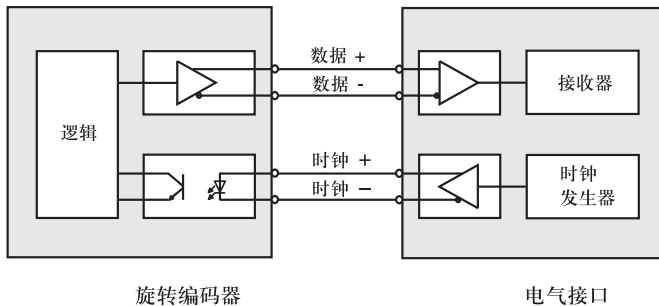 数据 +
数据 -
逻辑
接收器
时钟 +
时钟 −
时钟
发生器
旋转编码器
电气接口